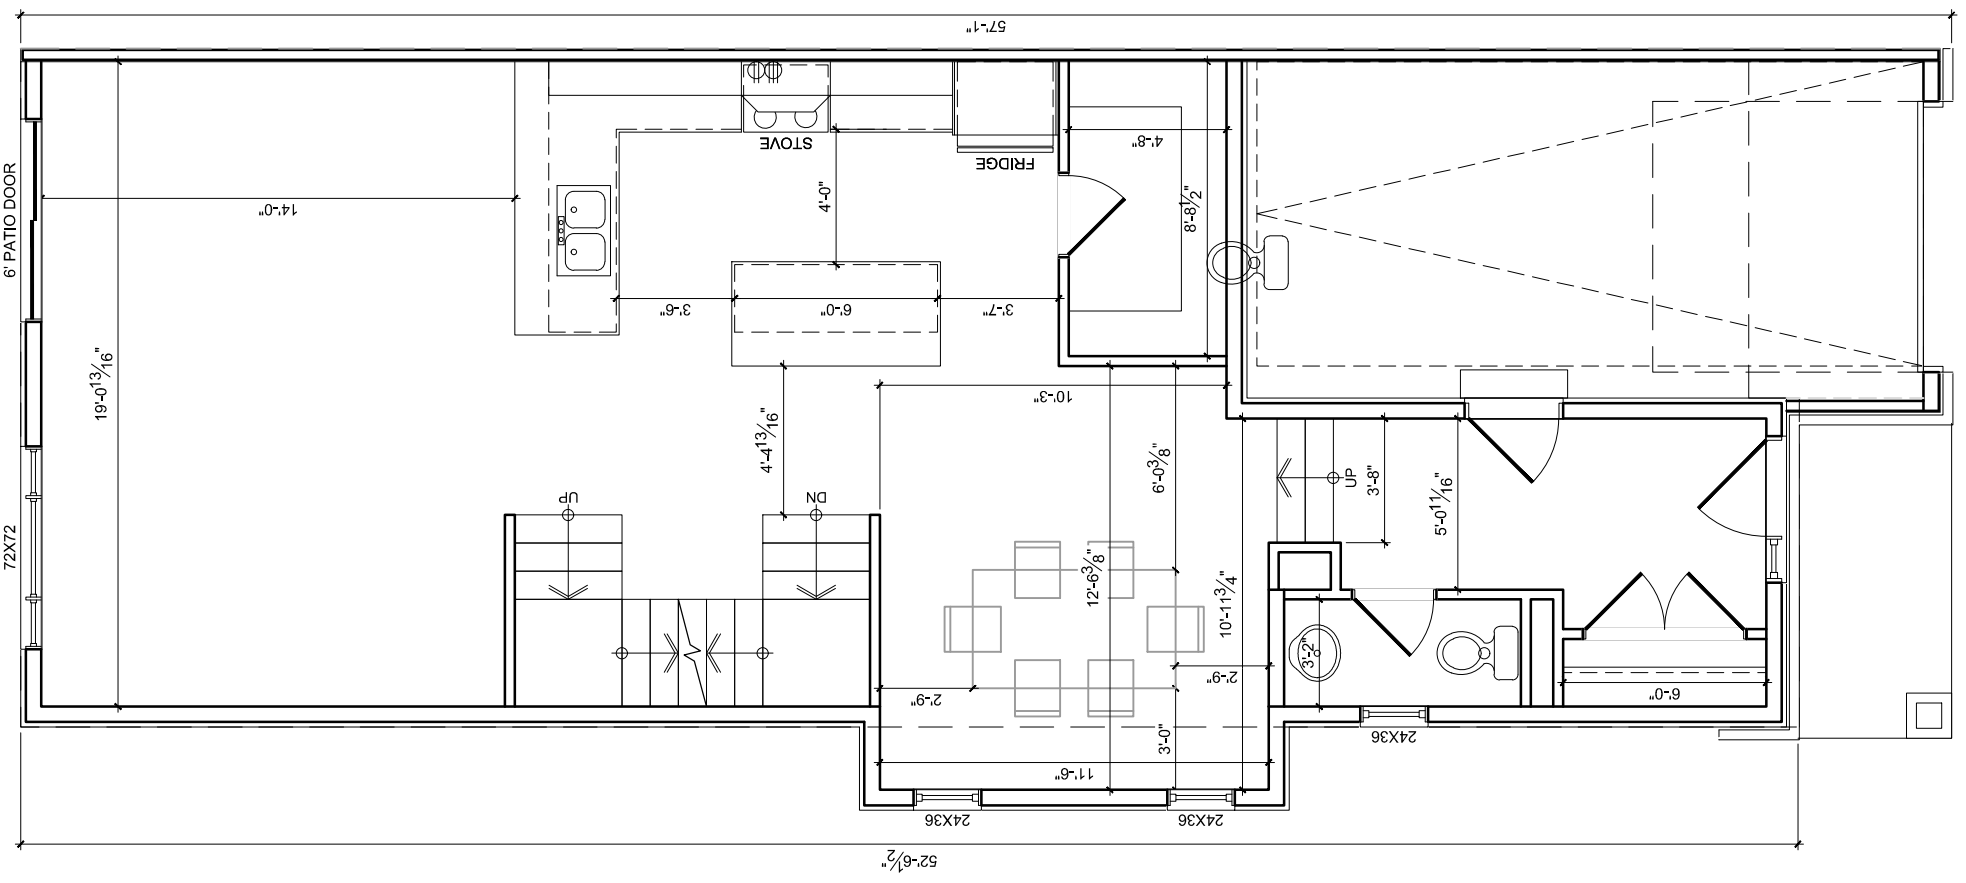 57'-1"
6' PATIO DOOR
14'-0"
STOVE
FRIDGE
4'-8"
4'-0"
8'-8 1/2"
3'-6"
6'-0"
3'-7"
19'-0 13/16"
10'-3"
4'-4 13/16"
6'-0 3/8"
UP
3'-8"
5'-0 11/16"
UP
DN
72X72
12'-6 3/8"
10'-11 3/4"
3'-2"
2'-9"
2'-9"
6'-0"
3'-0"
24X36
11'-6"
24X36
24X36
52'-6 1/2"